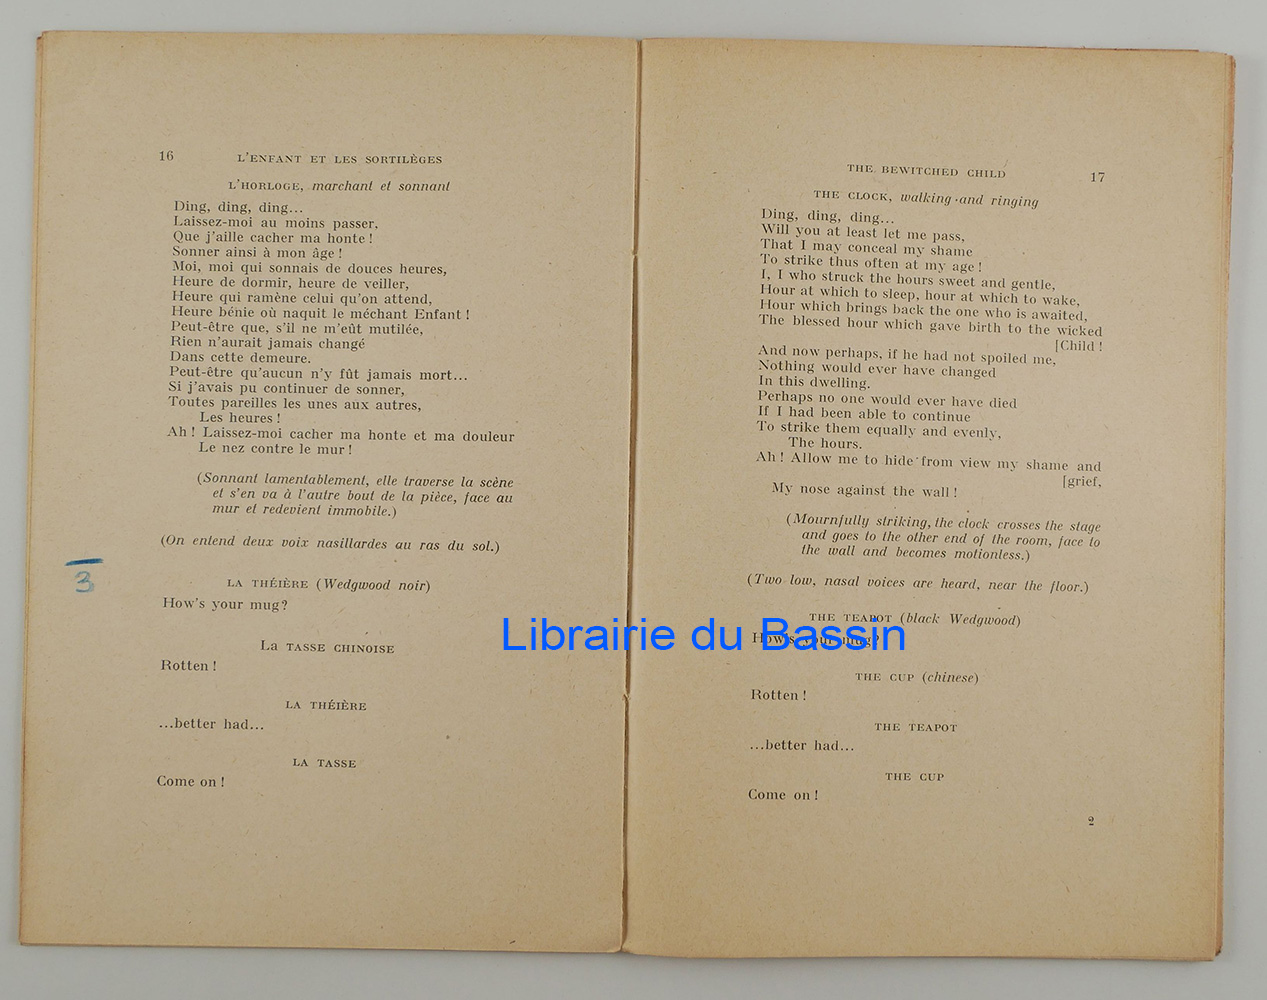 16
L'ENFANT ET LES SORTILÈGES
L'HORLOGE, marchant et sonnant
Ding, ding, ding...
Laissez-moi au moins passer,
Que j'aille cacher ma honte !
Sonner ainsi à mon âge !
Moi, moi qui sonnais de douces heures,
Heure de dormir, heure de veiller,
Heure qui ramène celui qu'on attend,
Heure bénie où naquit le méchant Enfant !
Peut-être que, s'il ne m'eût mutilée,
Rien n'aurait jamais changé
Dans cette demeure.
Peut-être qu'aucun n'y fût jamais mort...
Si j'avais pu continuer de sonner,
Toutes pareilles les unes aux autres,
Les heures !
Ah ! Laissez-moi cacher ma honte et ma douleur
Le nez contre le mur !
(Sonnant lamentablement, elle traverse la scène
et s'en va à l'autre bout de la pièce, face au
mur et redevient immobile.)
(On entend deux voix nasillardes au ras du sol.)
3
LA THÉIÈRE (Wedgwood noir)
How's your mug?
La TASSE CHINOISE
Rotten !
LA THÉIÈRE
...better had...
LA TASSE
Come on !
THE BEWITCHED CHILD
17
THE CLOCK, walking and ringing
Ding, ding, ding...
Will you at least let me pass,
That I may conceal my shame
To strike thus often at my age !
I, I who struck the hours sweet and gentle,
Hour at which to sleep, hour at which to wake,
Hour which brings back the one who is awaited,
The blessed hour which gave birth to the wicked
[Child !
And now perhaps, if he had not spoiled me,
Nothing would ever have changed
In this dwelling.
Perhaps no one would ever have died
If I had been able to continue
To strike them equally and evenly,
The hours.
Ah ! Allow me to hide from view my shame and
[grief,
My nose against the wall !
(Mournfully striking, the clock crosses the stage
and goes to the other end of the room, face to
the wall and becomes motionless.)
(Two low, nasal voices are heard, near the floor.)
THE TEAPOT (black Wedgwood)
How's your mug?
Librairie du Bassin
THE CUP (chinese)
Rotten !
THE TEAPOT
...better had...
THE CUP
Come on !
2